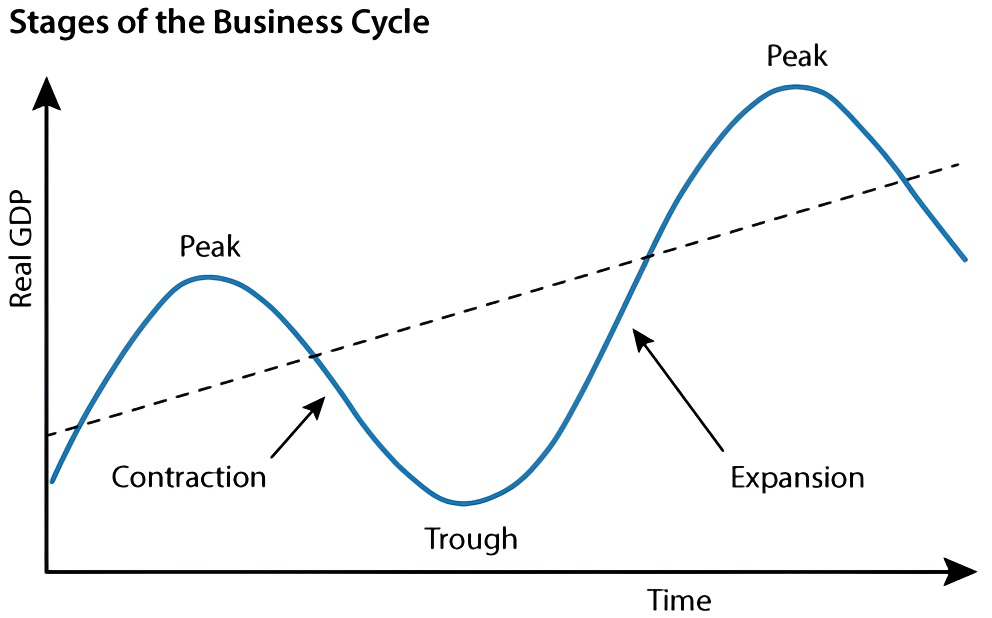 Stages of the Business Cycle
Peak
Real GDP
Peak
Contraction
Expansion
Trough
Time